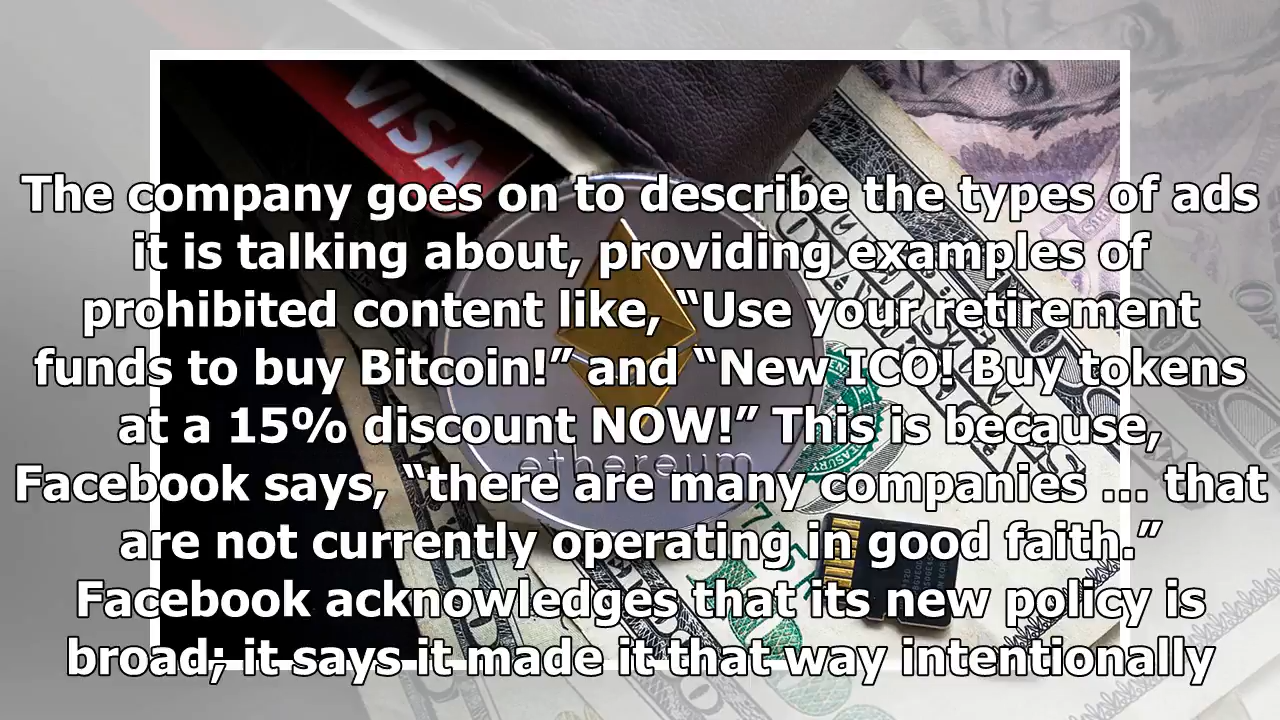 VISA
The company goes on to describe the types of ads
it is talking about, providing examples of
prohibited content like, “Use your retirement
funds to buy Bitcoin!” and “New ICO! Buy tokens
at a 15% discount NOW!” This is because,
ethereum
Facebook says, “there are many companies ... that
are not currently operating in good faith.”
Facebook acknowledges that its new policy is
broad; it says it made it that way intentionally